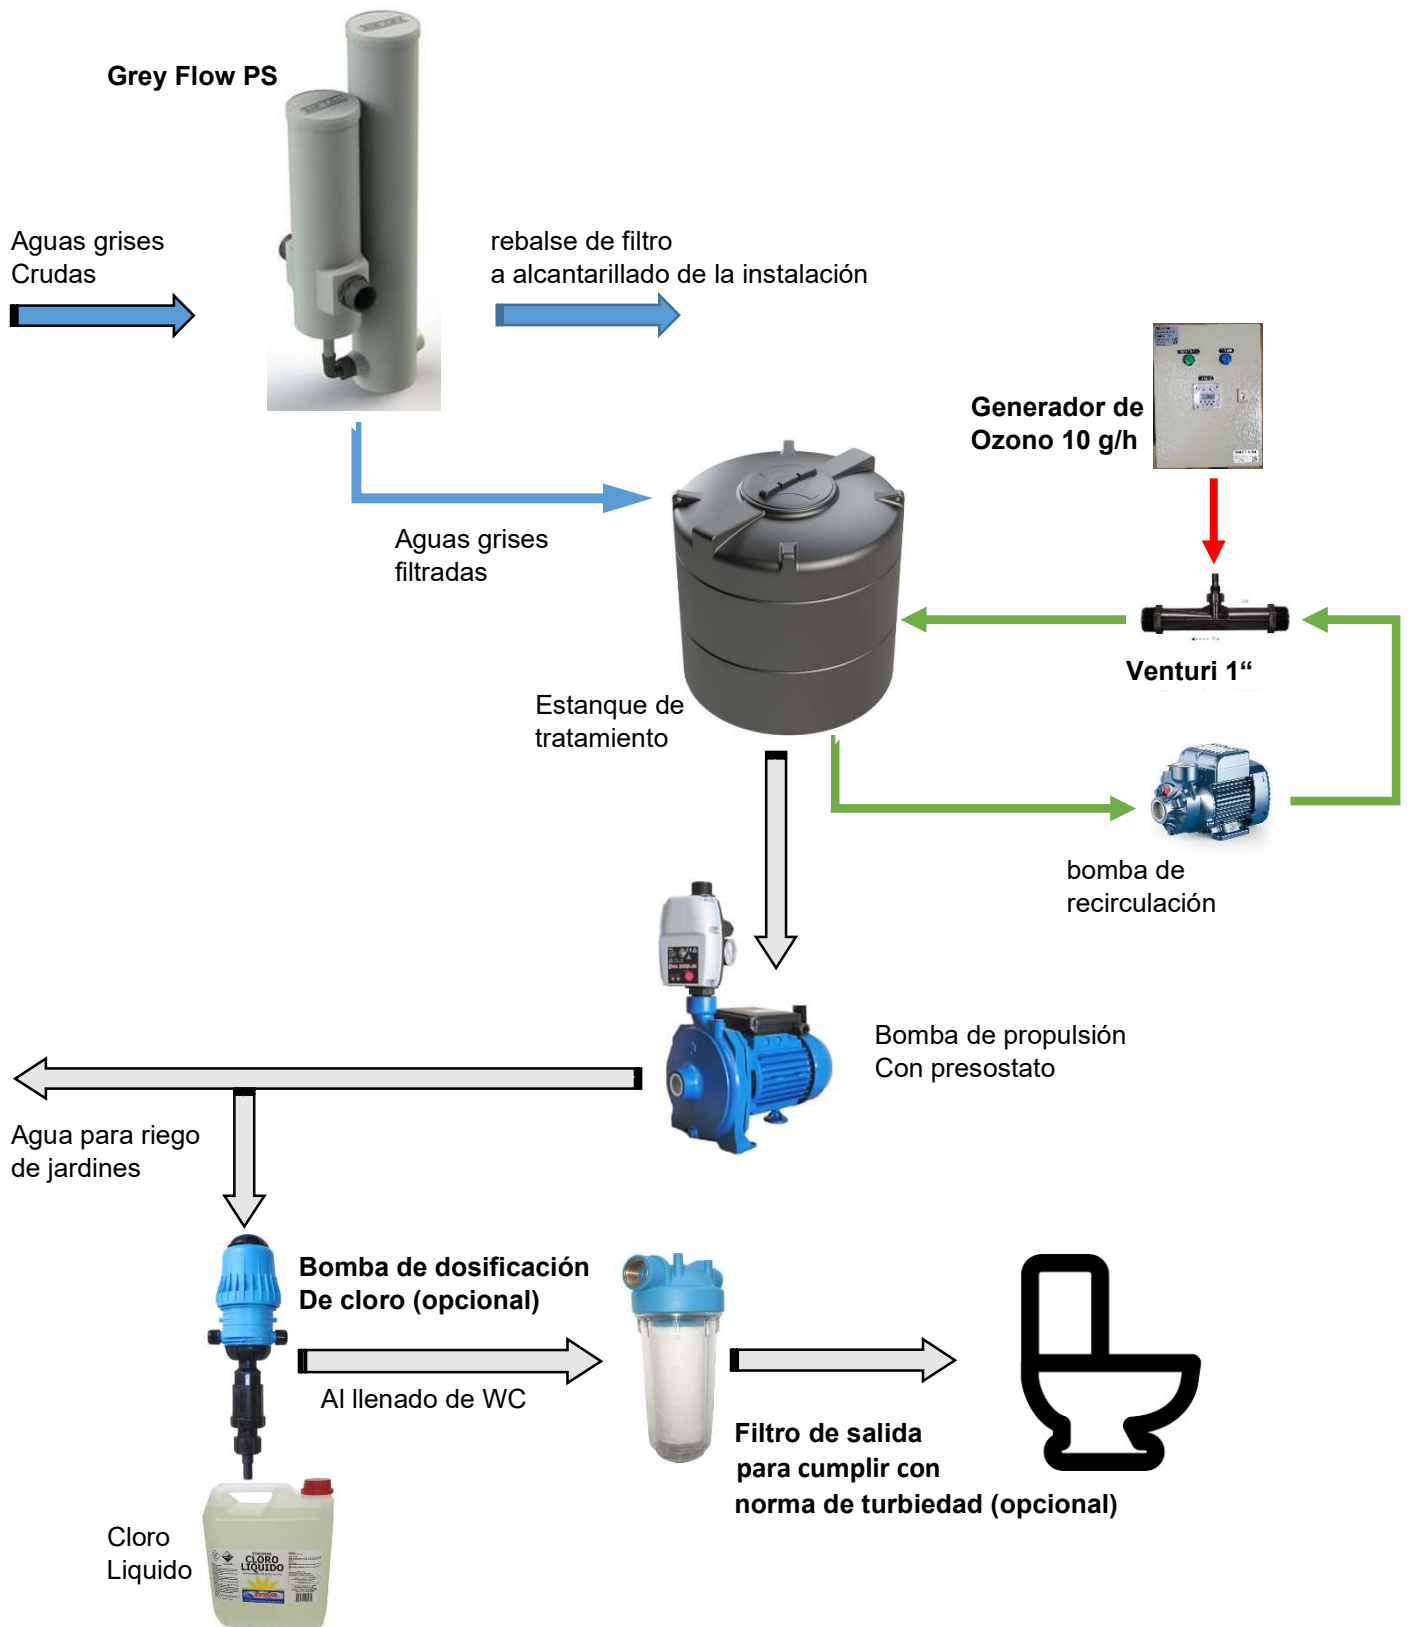 Grey Flow PS
Aguas grises
Crudas
rebalse de filtro
a alcantarillado de la instalación
Generador de
Ozono 10 g/h
Aguas grises
filtradas
Venturi 1“
Estanque de
tratamiento
bomba de
recirculación
Bomba de propulsión
Con presostato
Agua para riego
de jardines
Bomba de dosificación
De cloro (opcional)
Al llenado de WC
Filtro de salida
para cumplir con
norma de turbiedad (opcional)
Cloro
Liquido
CLORO
LIQUIDO